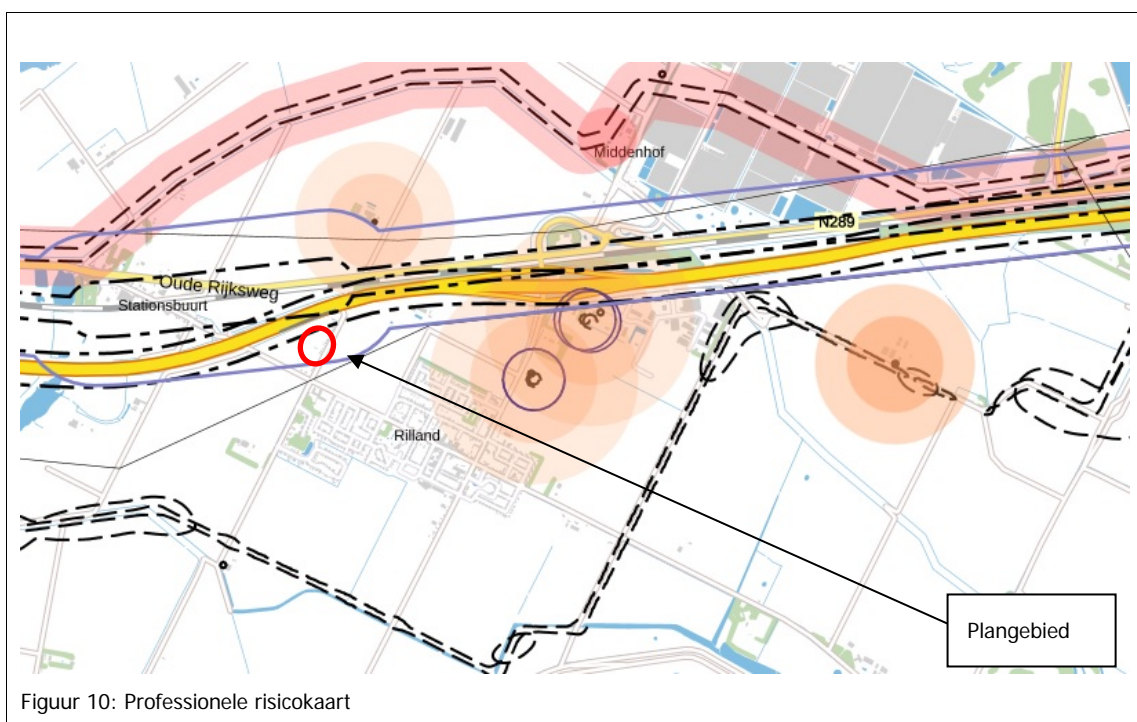 Middenhof
N289
Oude Rijksweg
Stationsbuurt
Rilland
Plangebied
Figuur 10: Professionele risicokaart